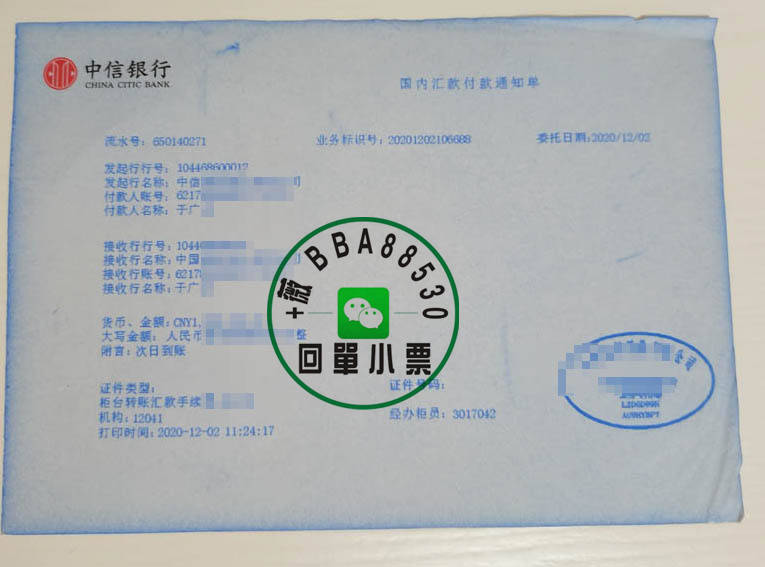 中信银行
CHINA CITIC BANK
国内汇款付款通知单
流水号: 650140271
业务标识号: 20201202106688
委托日期:2020/12/02
发起行行号: 104468600012
发起行名称: 中信
付款人账号: 6217
付款人名称: 于广
接收行行号: 1044
接收行名称: 中国
接收行账号: 6217
接收行名称: 于广
货币、金额: CNY1,
大写金额: 人民币 整
附言: 次日到账
证件类型:
证件号码:
柜台转账汇款手续
机构: 12041
经办柜员: 3017042
打印时间: 2020-12-02 11:24:17
+薇 BBA88530
回單小票
公司